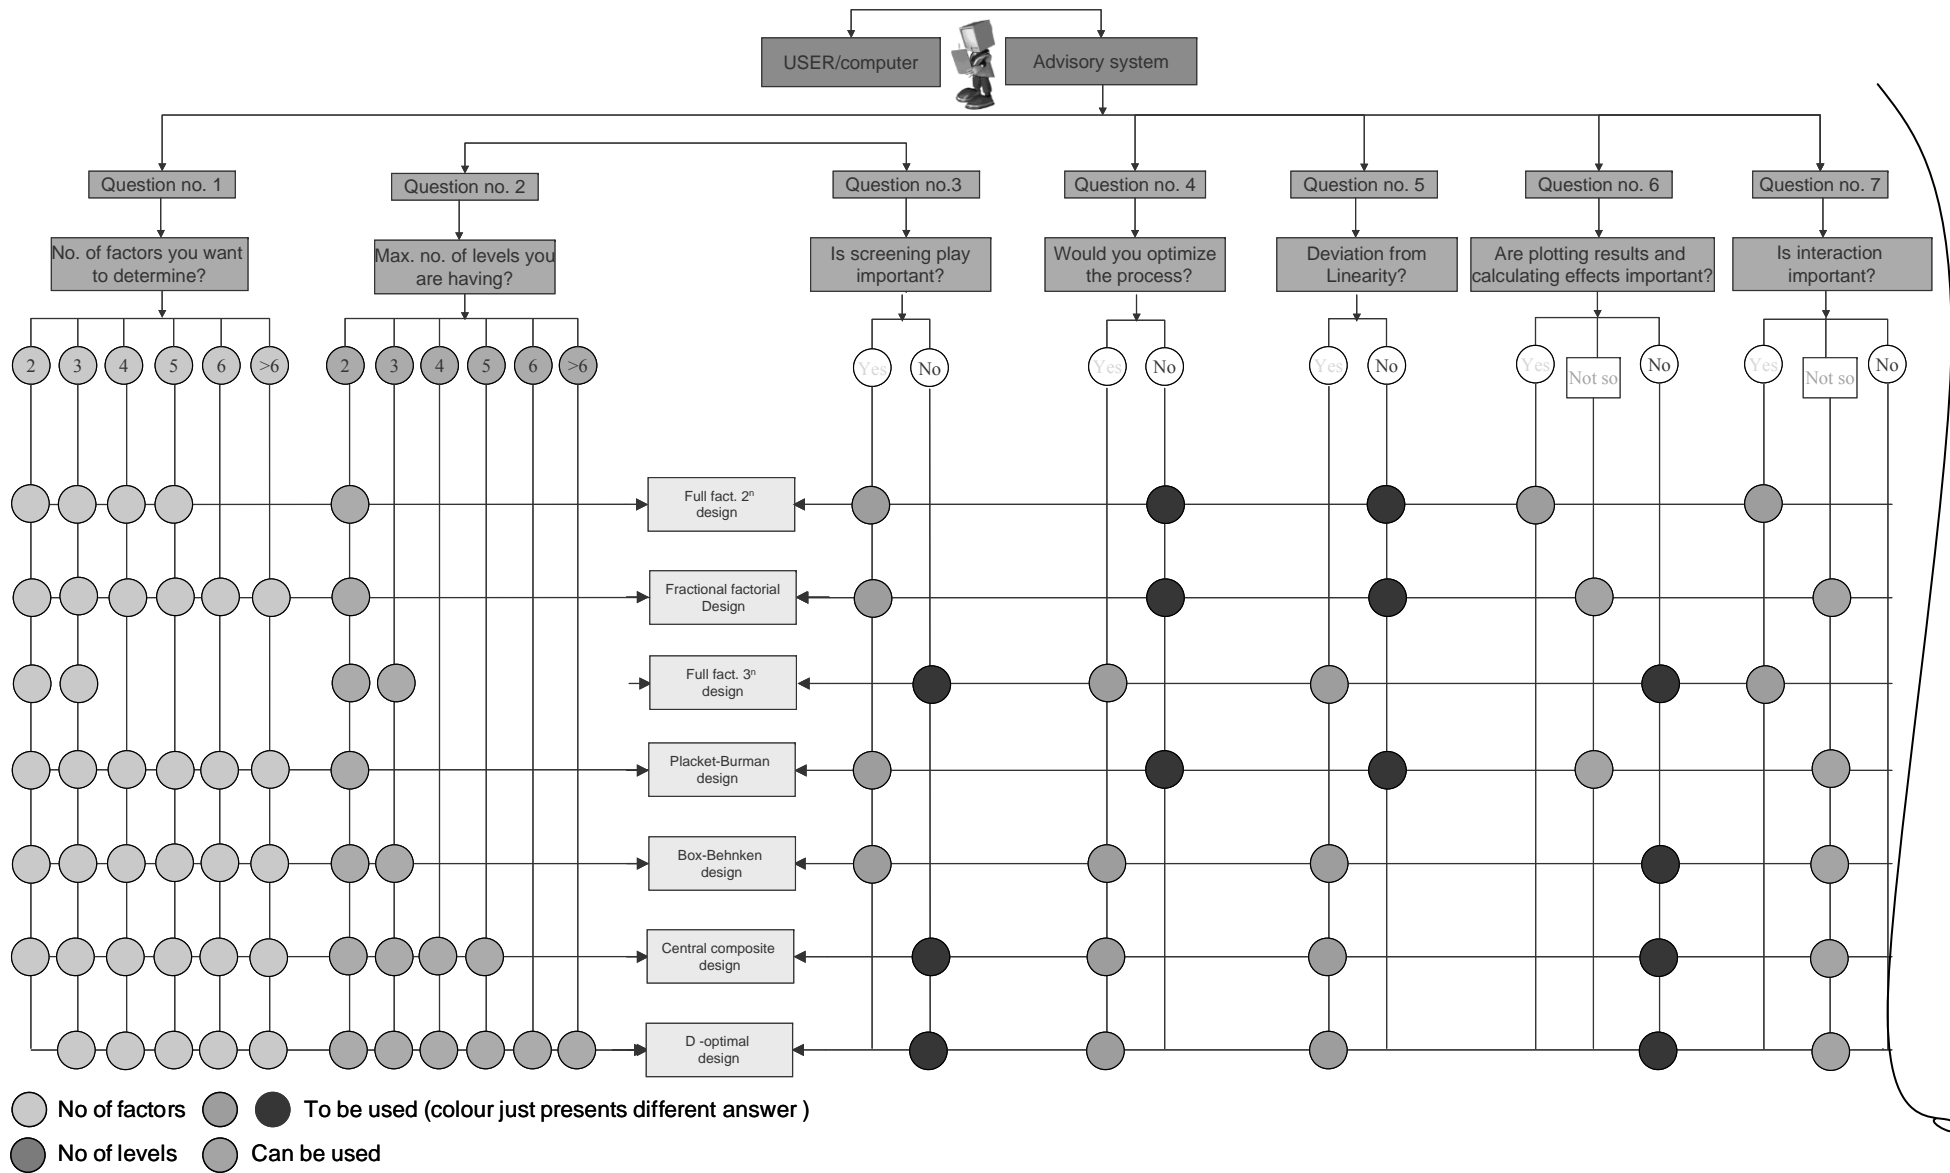 USER/computer
Advisory system
Question no. 1
Question no. 2
Question no.3
Question no. 4
Question no. 5
Question no. 6
Question no. 7
No. of factors you want
to determine?
Max. no. of levels you
are having?
Is screening play
important?
Would you optimize
the process?
Deviation from
Linearity?
Are plotting results and
calculating effects important?
Is interaction
important?
2 3 4 5 6 >6
2 3 4 5 6 >6
Yes No
Yes No
Yes No
Yes Not so No
Yes Not so No
Full fact. 2ⁿ
design
Fractional factorial
Design
Full fact. 3ⁿ
design
Placket-Burman
design
Box-Behnken
design
Central composite
design
D -optimal
design
No of factors
To be used (colour just presents different answer )
No of levels
Can be used